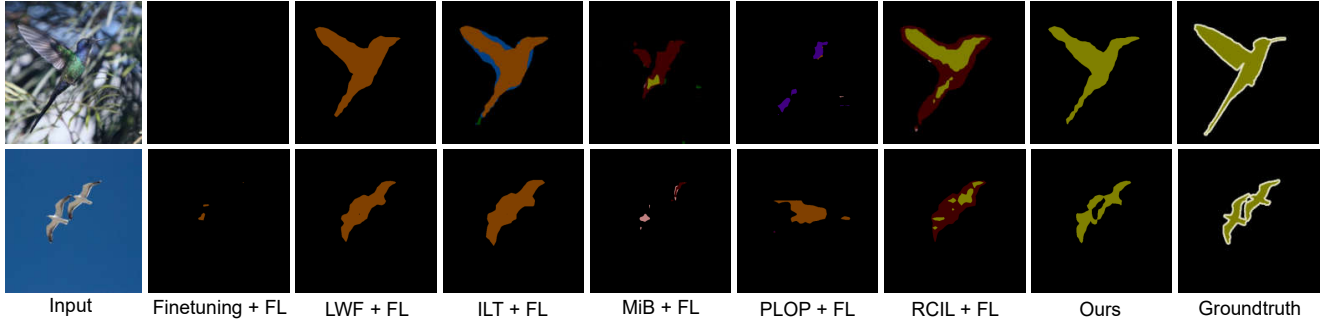 Input Finetuning + FL LWF + FL ILT + FL MiB + FL PLOP + FL RCIL + FL Ours Groundtruth